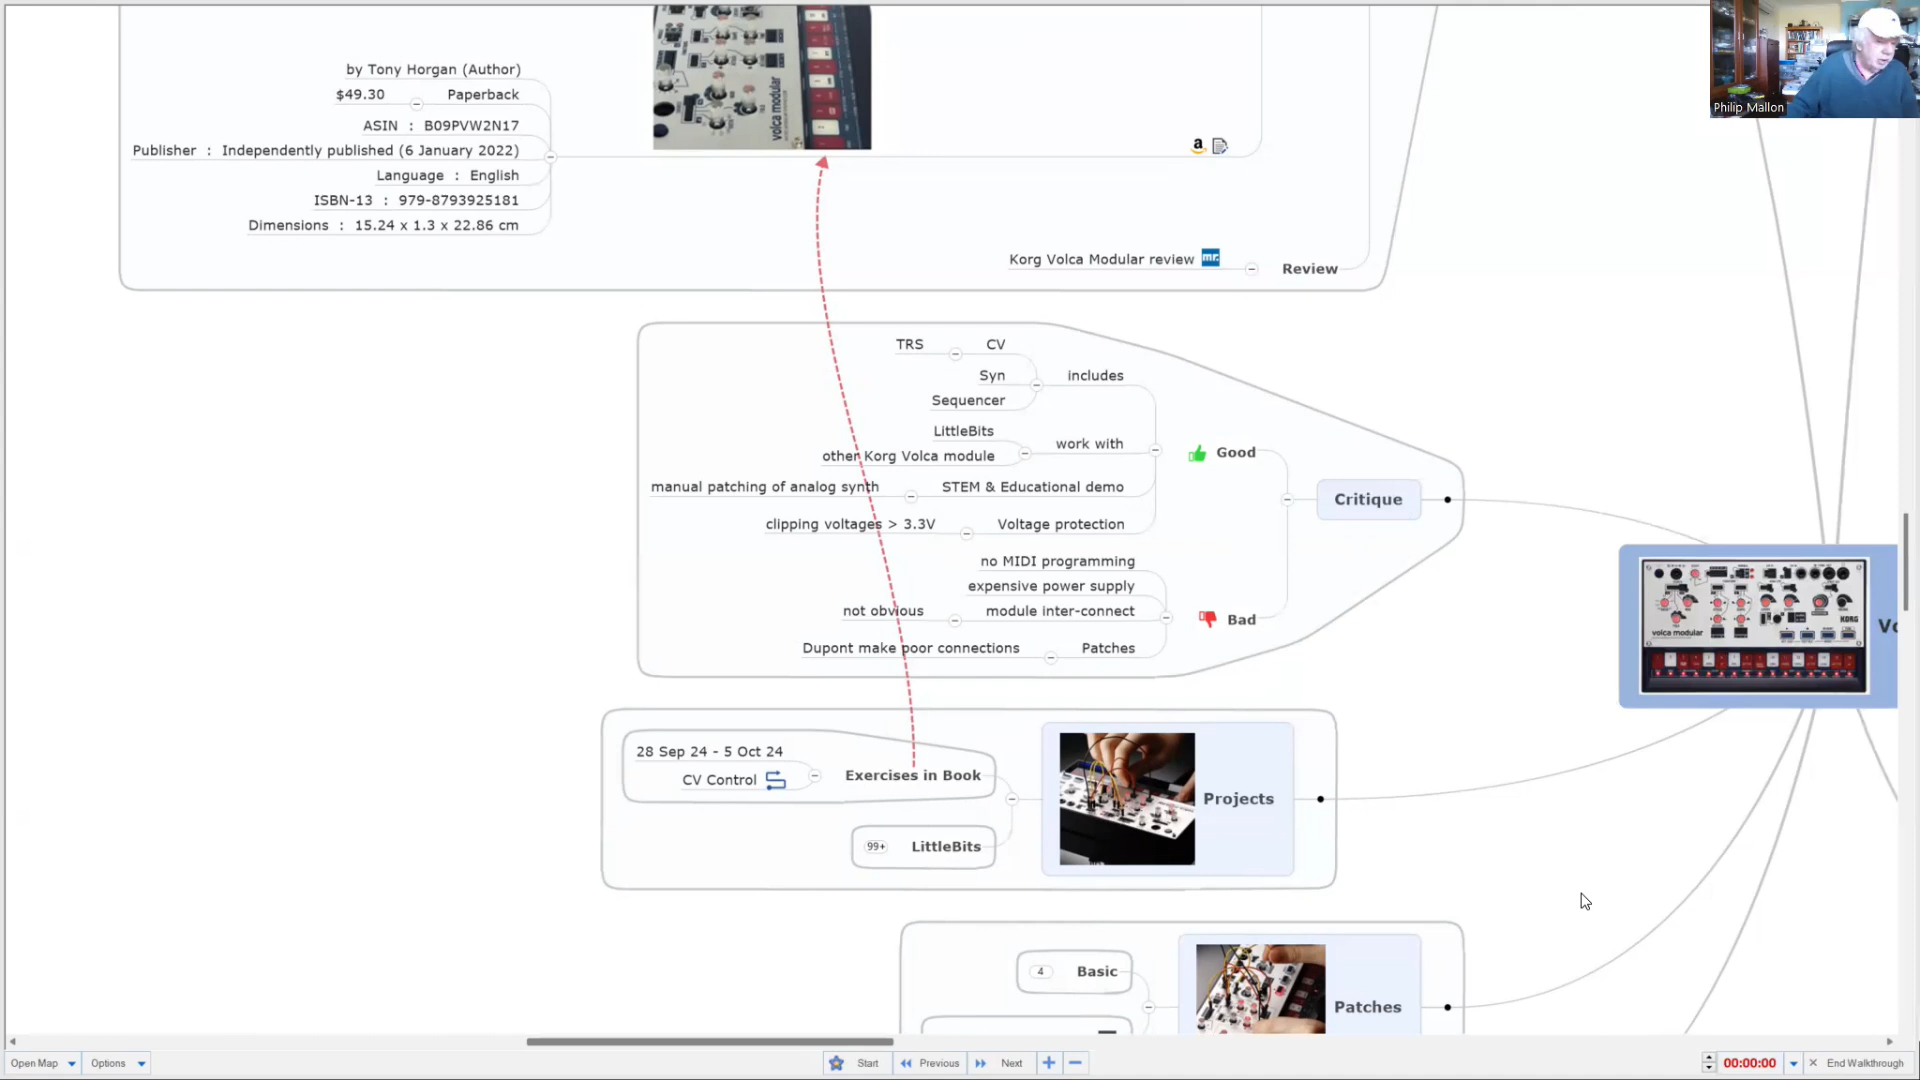 by Tony Horgan (Author)
$49.30 Paperback
ASIN : B09PVW2N17
Publisher : Independently published (6 January 2022)
Language : English
ISBN-13 : 979-8793925181
Dimensions : 15.24 x 1.3 x 22.86 cm
volca modular
a
Korg Volca Modular review mr. Review
Philip Mallon
TRS CV
Syn
Sequencer
includes
LittleBits
other Korg Volca module
work with
manual patching of analog synth STEM & Educational demo
clipping voltages > 3.3V Voltage protection
Good
Critique
no MIDI programming
expensive power supply
not obvious module inter-connect
Dupont make poor connections Patches
Bad
volca modular
KORG
Vo
28 Sep 24 - 5 Oct 24
CV Control
Exercises in Book
99+ LittleBits
Projects
4 Basic
Patches
Open Map Options Start Previous Next 00:00:00 End Walkthrough